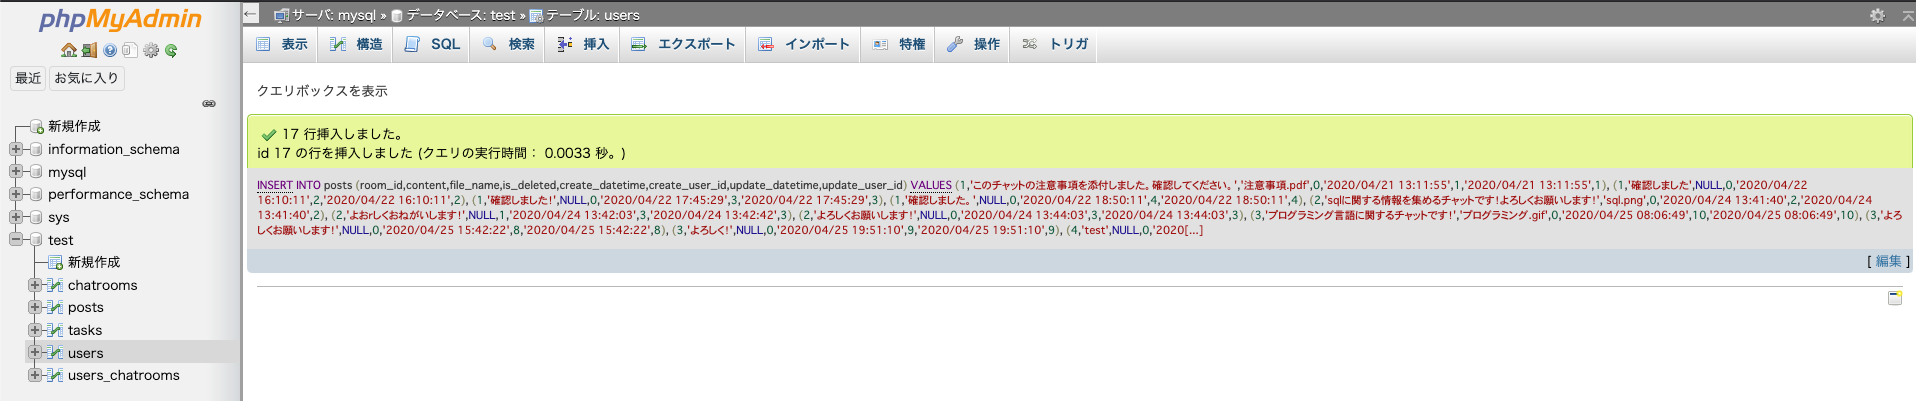 phpMyAdmin
最近 お気に入り
新規作成
information_schema
mysql
performance_schema
sys
test
新規作成
chatrooms
posts
tasks
users
users_chatrooms
サーバ: mysql » データベース: test » テーブル: users
表示 構造 SQL 検索 挿入 エクスポート インポート 特権 操作 トリガ
クエリボックスを表示
17 行挿入しました。
id 17 の行を挿入しました (クエリの実行時間： 0.0033 秒。)
INSERT INTO posts (room_id,content,file_name,is_deleted,create_datetime,create_user_id,update_datetime,update_user_id) VALUES (1,'このチャットの注意事項を添付しました。確認してください。','注意事項.pdf',0,'2020/04/21 13:11:55',1,'2020/04/21 13:11:55',1), (1,'確認しました',NULL,0,'2020/04/22
16:10:11',2,'2020/04/22 16:10:11',2), (1,'確認しました!',NULL,0,'2020/04/22 17:45:29',3,'2020/04/22 17:45:29',3), (1,'確認しました。',NULL,0,'2020/04/22 18:50:11',4,'2020/04/22 18:50:11',4), (2,'sqlに関する情報を集めるチャットです!よろしくお願いします!','sql.png',0,'2020/04/24 13:41:40',2,'2020/04/24
13:41:40',2), (2,'よおrしくおねがいします!',NULL,1,'2020/04/24 13:42:03',3,'2020/04/24 13:42:42',3), (2,'よろしくお願いします!',NULL,0,'2020/04/24 13:44:03',3,'2020/04/24 13:44:03',3), (3,'プログラミング言語に関するチャットです!','プログラミング.gif',0,'2020/04/25 08:06:49',10,'2020/04/25 08:06:49',10), (3,'よろ
しくお願いします!',NULL,0,'2020/04/25 15:42:22',8,'2020/04/25 15:42:22',8), (3,'よろしく!',NULL,0,'2020/04/25 19:51:10',9,'2020/04/25 19:51:10',9), (4,'test',NULL,0,'2020[...]
[ 編集 ]